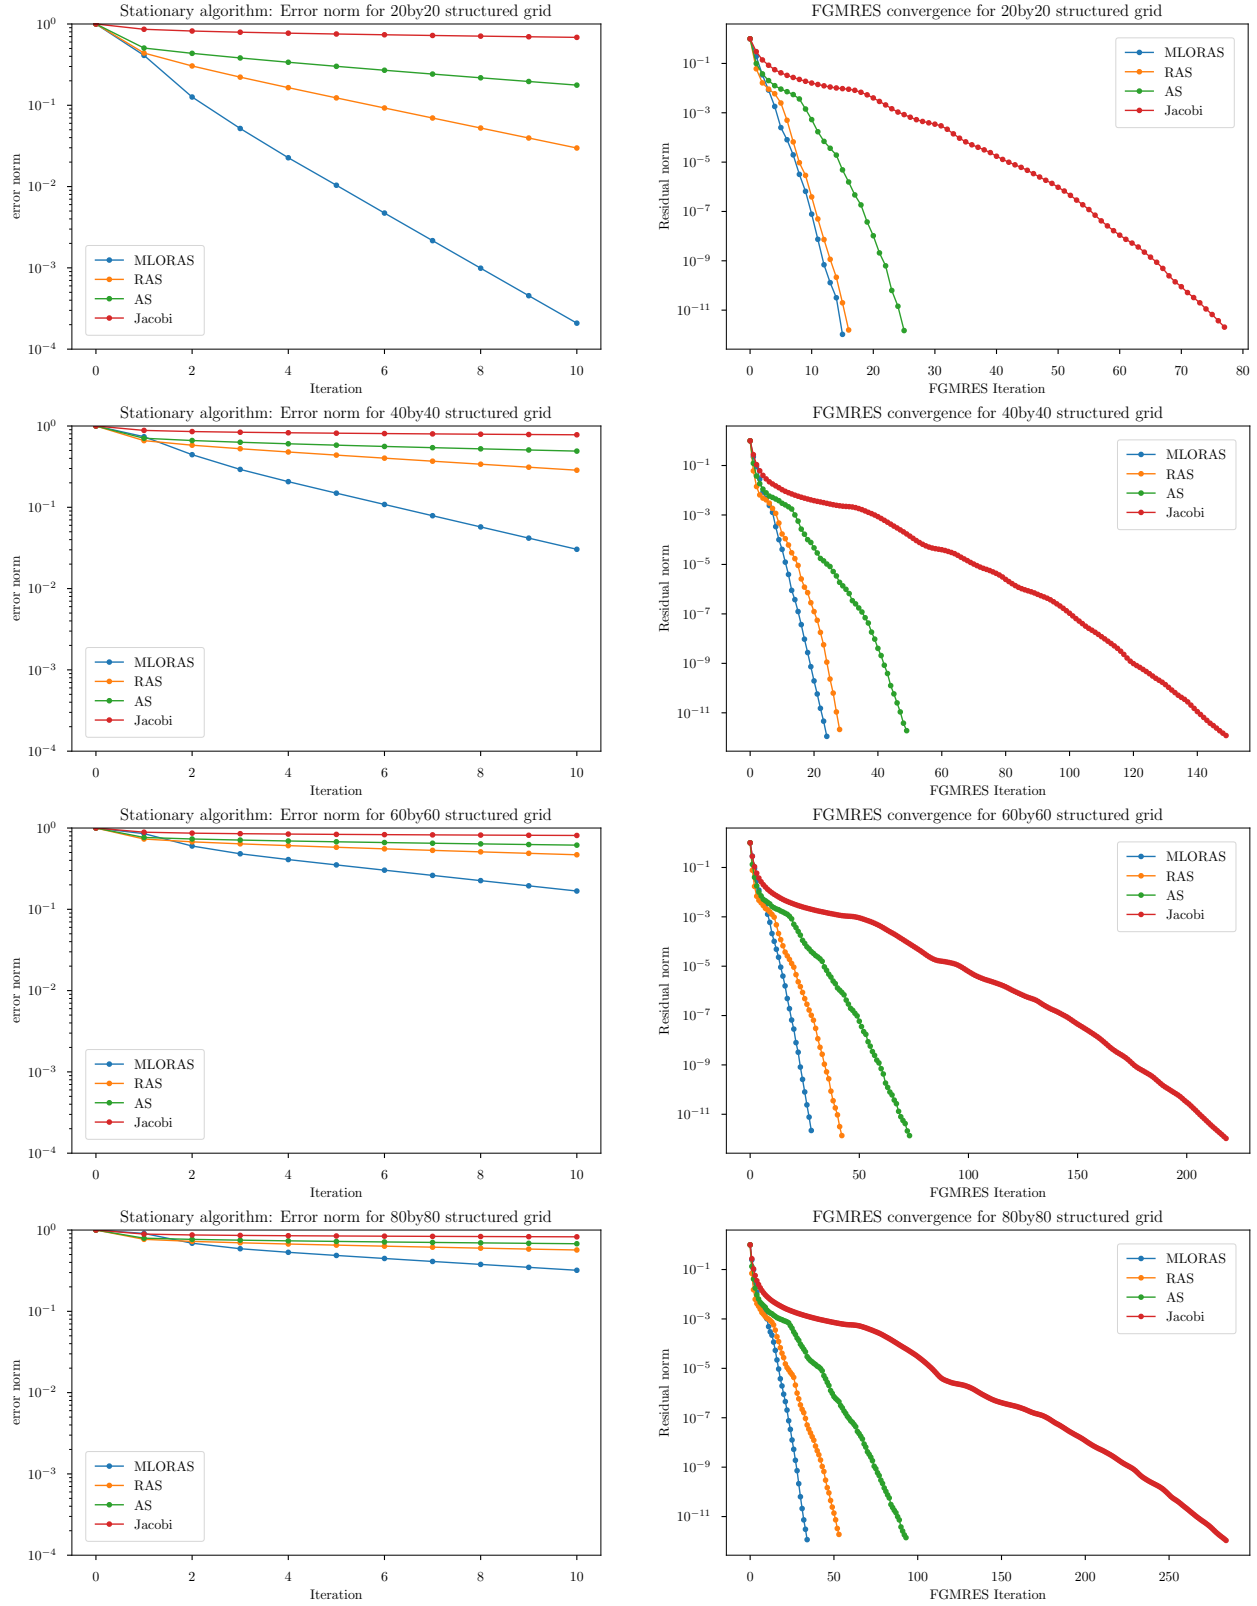 Stationary algorithm: Error norm for 20by20 structured grid
error norm
10⁰
10⁻¹
10⁻²
10⁻³
10⁻⁴
MLORAS
RAS
AS
Jacobi
0 2 4 6 8 10
Iteration
FGMRES convergence for 20by20 structured grid
Residual norm
10⁻¹
10⁻³
10⁻⁵
10⁻⁷
10⁻⁹
10⁻¹¹
MLORAS
RAS
AS
Jacobi
0 10 20 30 40 50 60 70 80
FGMRES Iteration
Stationary algorithm: Error norm for 40by40 structured grid
error norm
10⁰
10⁻¹
10⁻²
10⁻³
10⁻⁴
MLORAS
RAS
AS
Jacobi
0 2 4 6 8 10
Iteration
FGMRES convergence for 40by40 structured grid
Residual norm
10⁻¹
10⁻³
10⁻⁵
10⁻⁷
10⁻⁹
10⁻¹¹
MLORAS
RAS
AS
Jacobi
0 20 40 60 80 100 120 140
FGMRES Iteration
Stationary algorithm: Error norm for 60by60 structured grid
error norm
10⁰
10⁻¹
10⁻²
10⁻³
10⁻⁴
MLORAS
RAS
AS
Jacobi
0 2 4 6 8 10
Iteration
FGMRES convergence for 60by60 structured grid
Residual norm
10⁻¹
10⁻³
10⁻⁵
10⁻⁷
10⁻⁹
10⁻¹¹
MLORAS
RAS
AS
Jacobi
0 50 100 150 200
FGMRES Iteration
Stationary algorithm: Error norm for 80by80 structured grid
error norm
10⁰
10⁻¹
10⁻²
10⁻³
10⁻⁴
MLORAS
RAS
AS
Jacobi
0 2 4 6 8 10
Iteration
FGMRES convergence for 80by80 structured grid
Residual norm
10⁻¹
10⁻³
10⁻⁵
10⁻⁷
10⁻⁹
10⁻¹¹
MLORAS
RAS
AS
Jacobi
0 50 100 150 200 250
FGMRES Iteration